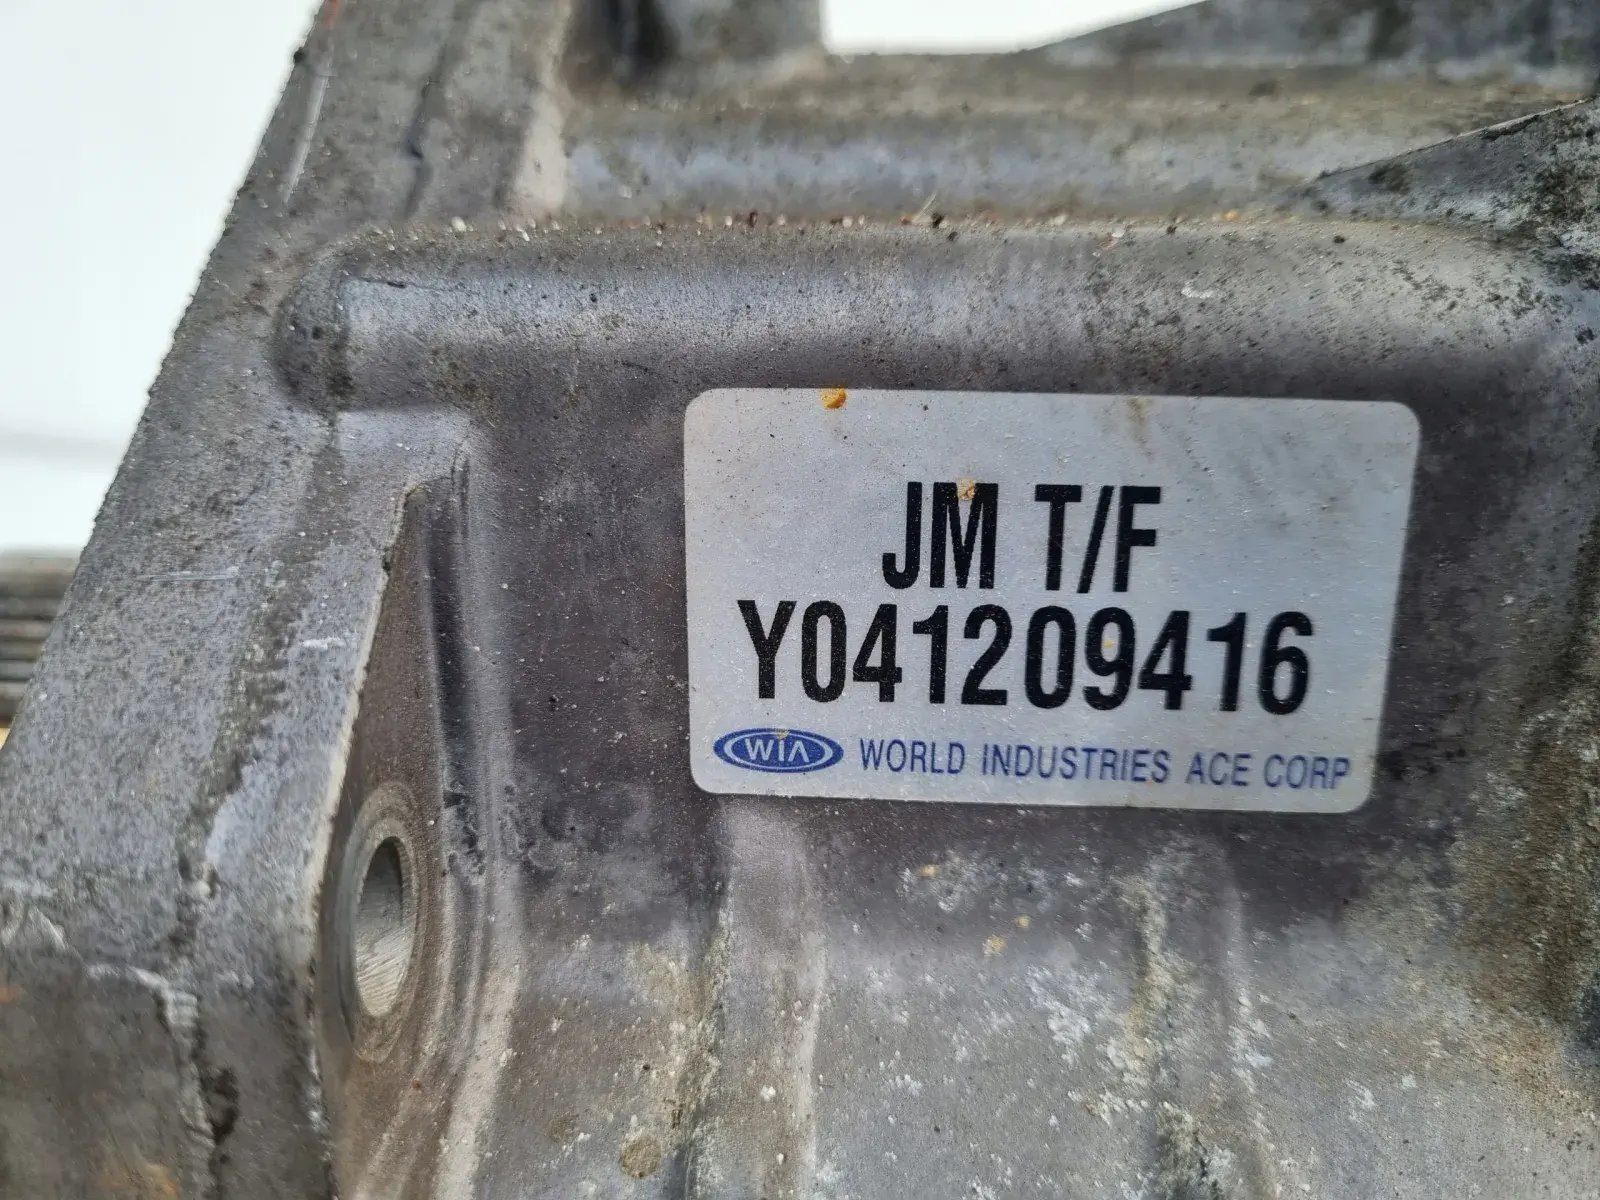 JM T/F
Y041209416
WIA WORLD INDUSTRIES ACE CORP